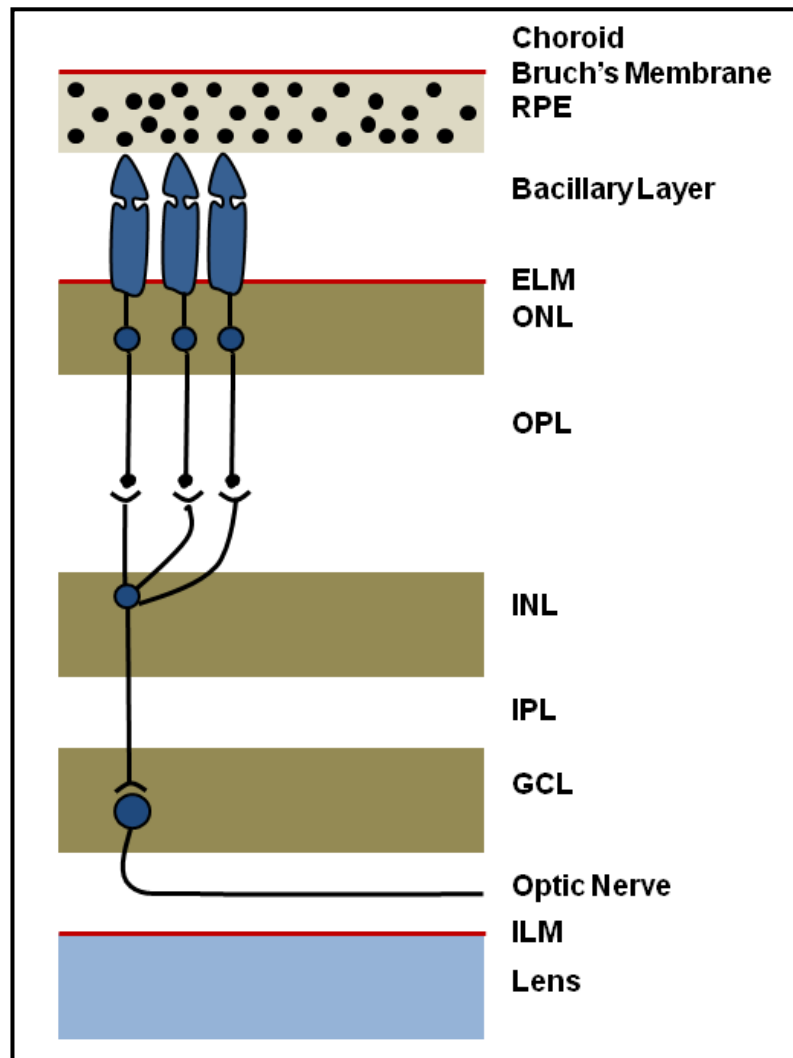 Choroid
Bruch's Membrane
RPE
Bacillary Layer
ELM
ONL
OPL
INL
IPL
GCL
Optic Nerve
ILM
Lens